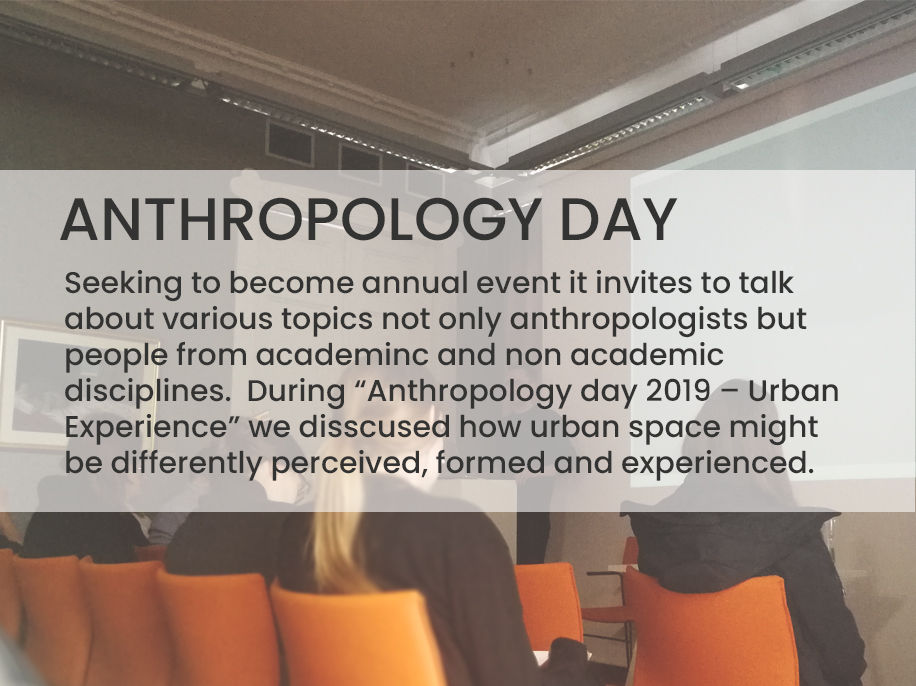 ANTHROPOLOGY DAY
Seeking to become annual event it invites to talk
about various topics not only anthropologists but
people from academinc and non academic
disciplines.  During “Anthropology day 2019 – Urban
Experience” we disscused how urban space might
be differently perceived, formed and experienced.